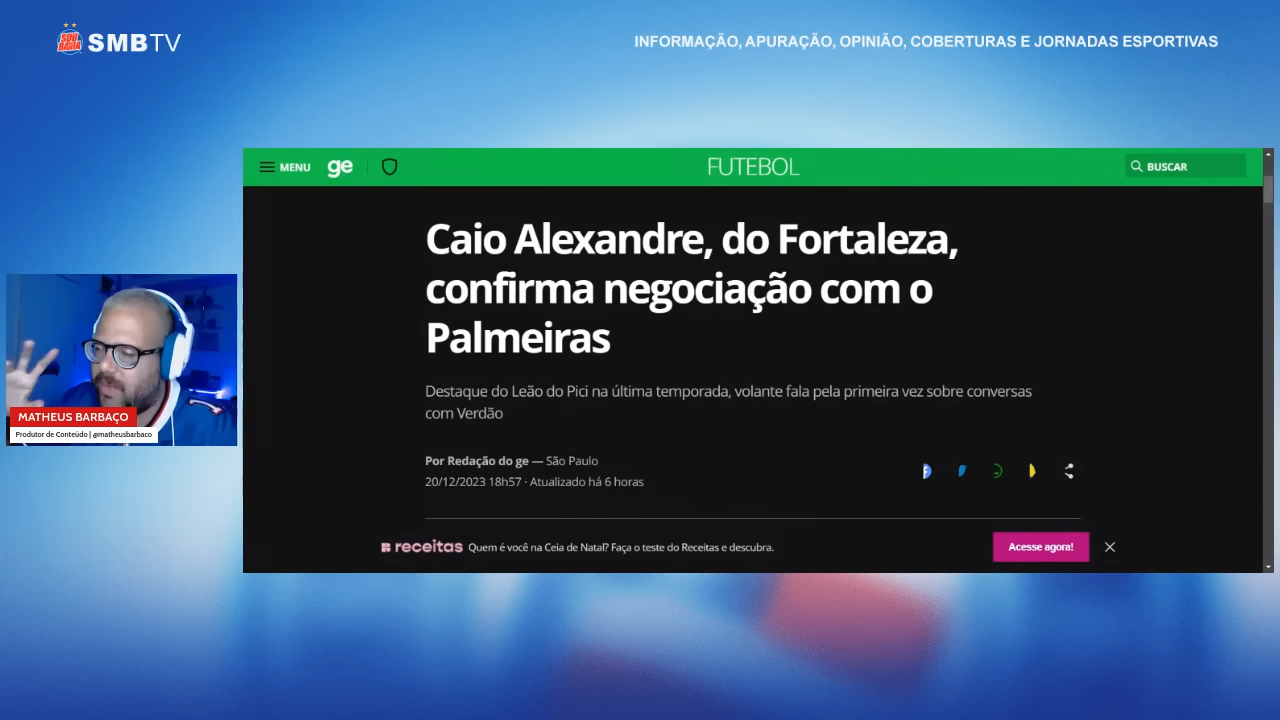 SOU
BAHIA
SMBTV
INFORMAÇÃO, APURAÇÃO, OPINIÃO, COBERTURAS E JORNADAS ESPORTIVAS
MENU
ge
FUTEBOL
BUSCAR
Caio Alexandre, do Fortaleza,
confirma negociação com o
Palmeiras
Destaque do Leão do Pici na última temporada, volante fala pela primeira vez sobre conversas
com Verdão
Por Redação do ge — São Paulo
20/12/2023 18h57 · Atualizado há 6 horas
receitas Quem é você na Ceia de Natal? Faça o teste do Receitas e descubra.
Acesse agora!
MATHEUS BARBAÇO
Produtor de Conteúdo | @matheusbarbaco